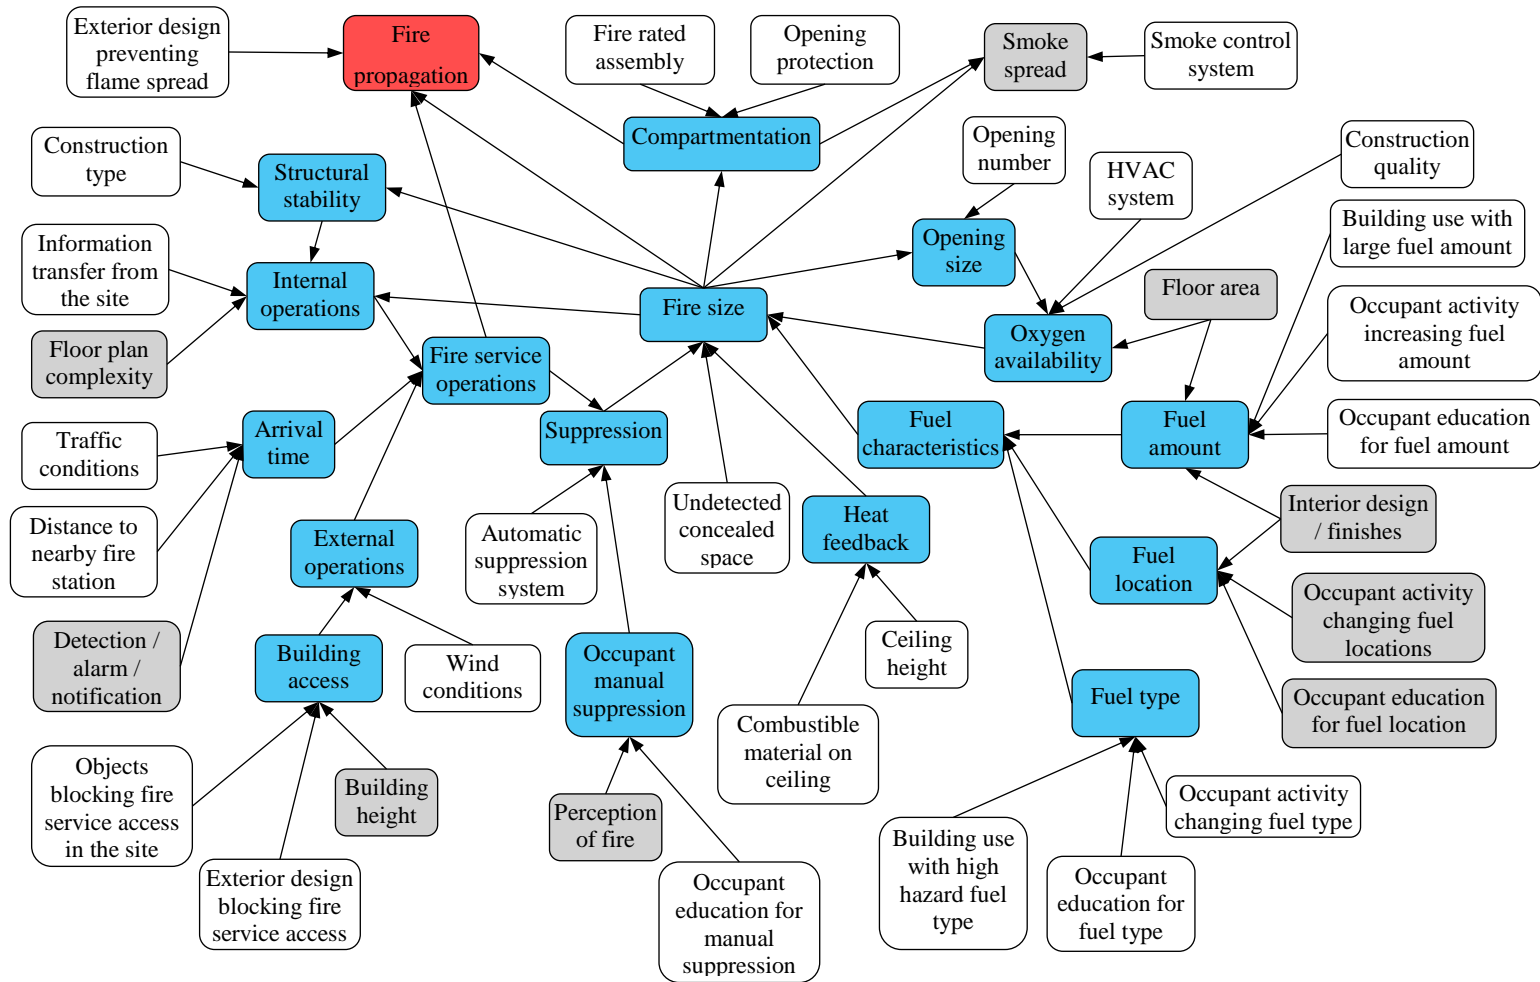 Exterior design
preventing
flame spread
Fire
propagation
Fire rated
assembly
Opening
protection
Smoke
spread
Smoke control
system
Construction
type
Structural
stability
Compartmentation
Opening
number
HVAC
system
Construction
quality
Information
transfer from
the site
Internal
operations
Fire size
Opening
size
Floor area
Building use with
large fuel amount
Floor plan
complexity
Fire service
operations
Oxygen
availability
Occupant activity
increasing fuel
amount
Traffic
conditions
Arrival
time
Suppression
Fuel
characteristics
Fuel
amount
Occupant education
for fuel amount
Distance to
nearby fire
station
External
operations
Automatic
suppression
system
Undetected
concealed
space
Heat
feedback
Fuel
location
Interior design
/ finishes
Detection /
alarm /
notification
Building
access
Wind
conditions
Occupant
manual
suppression
Ceiling
height
Occupant activity
changing fuel
locations
Objects
blocking fire
service access
in the site
Building
height
Combustible
material on
ceiling
Fuel type
Occupant education
for fuel location
Exterior design
blocking fire
service access
Perception
of fire
Occupant
education for
manual
suppression
Building use
with high
hazard fuel
type
Occupant
education for
fuel type
Occupant activity
changing fuel type